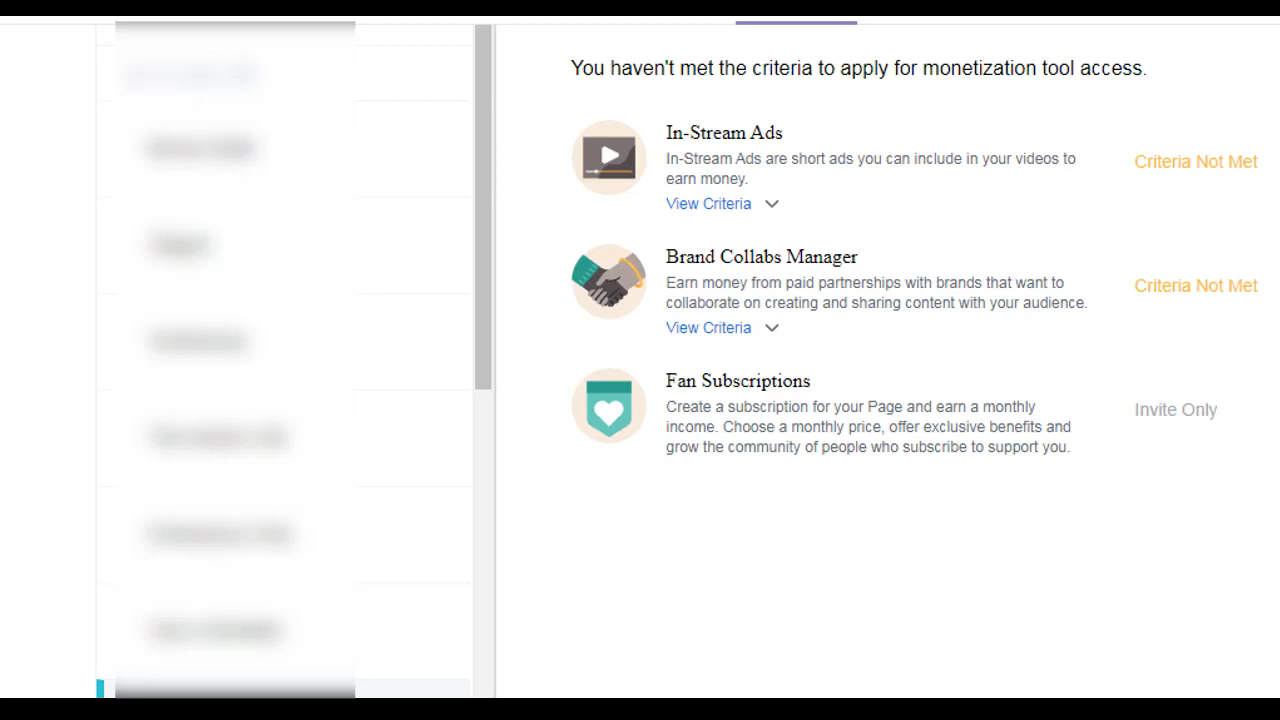 You haven't met the criteria to apply for monetization tool access.
In-Stream Ads
In-Stream Ads are short ads you can include in your videos to
earn money.
View Criteria
Criteria Not Met
Brand Collabs Manager
Earn money from paid partnerships with brands that want to
collaborate on creating and sharing content with your audience.
View Criteria
Criteria Not Met
Fan Subscriptions
Create a subscription for your Page and earn a monthly
income. Choose a monthly price, offer exclusive benefits and
grow the community of people who subscribe to support you.
Invite Only